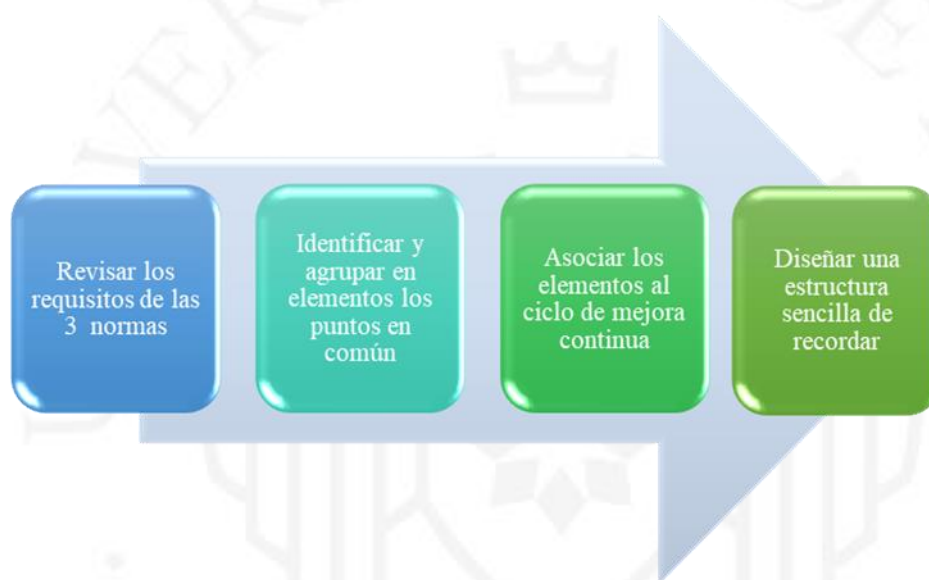 Revisar los
requisitos de las
3 normas
Identificar y
agrupar en
elementos los
puntos en
común
Asociar los
elementos al
ciclo de mejora
continua
Diseñar una
estructura
sencilla de
recordar